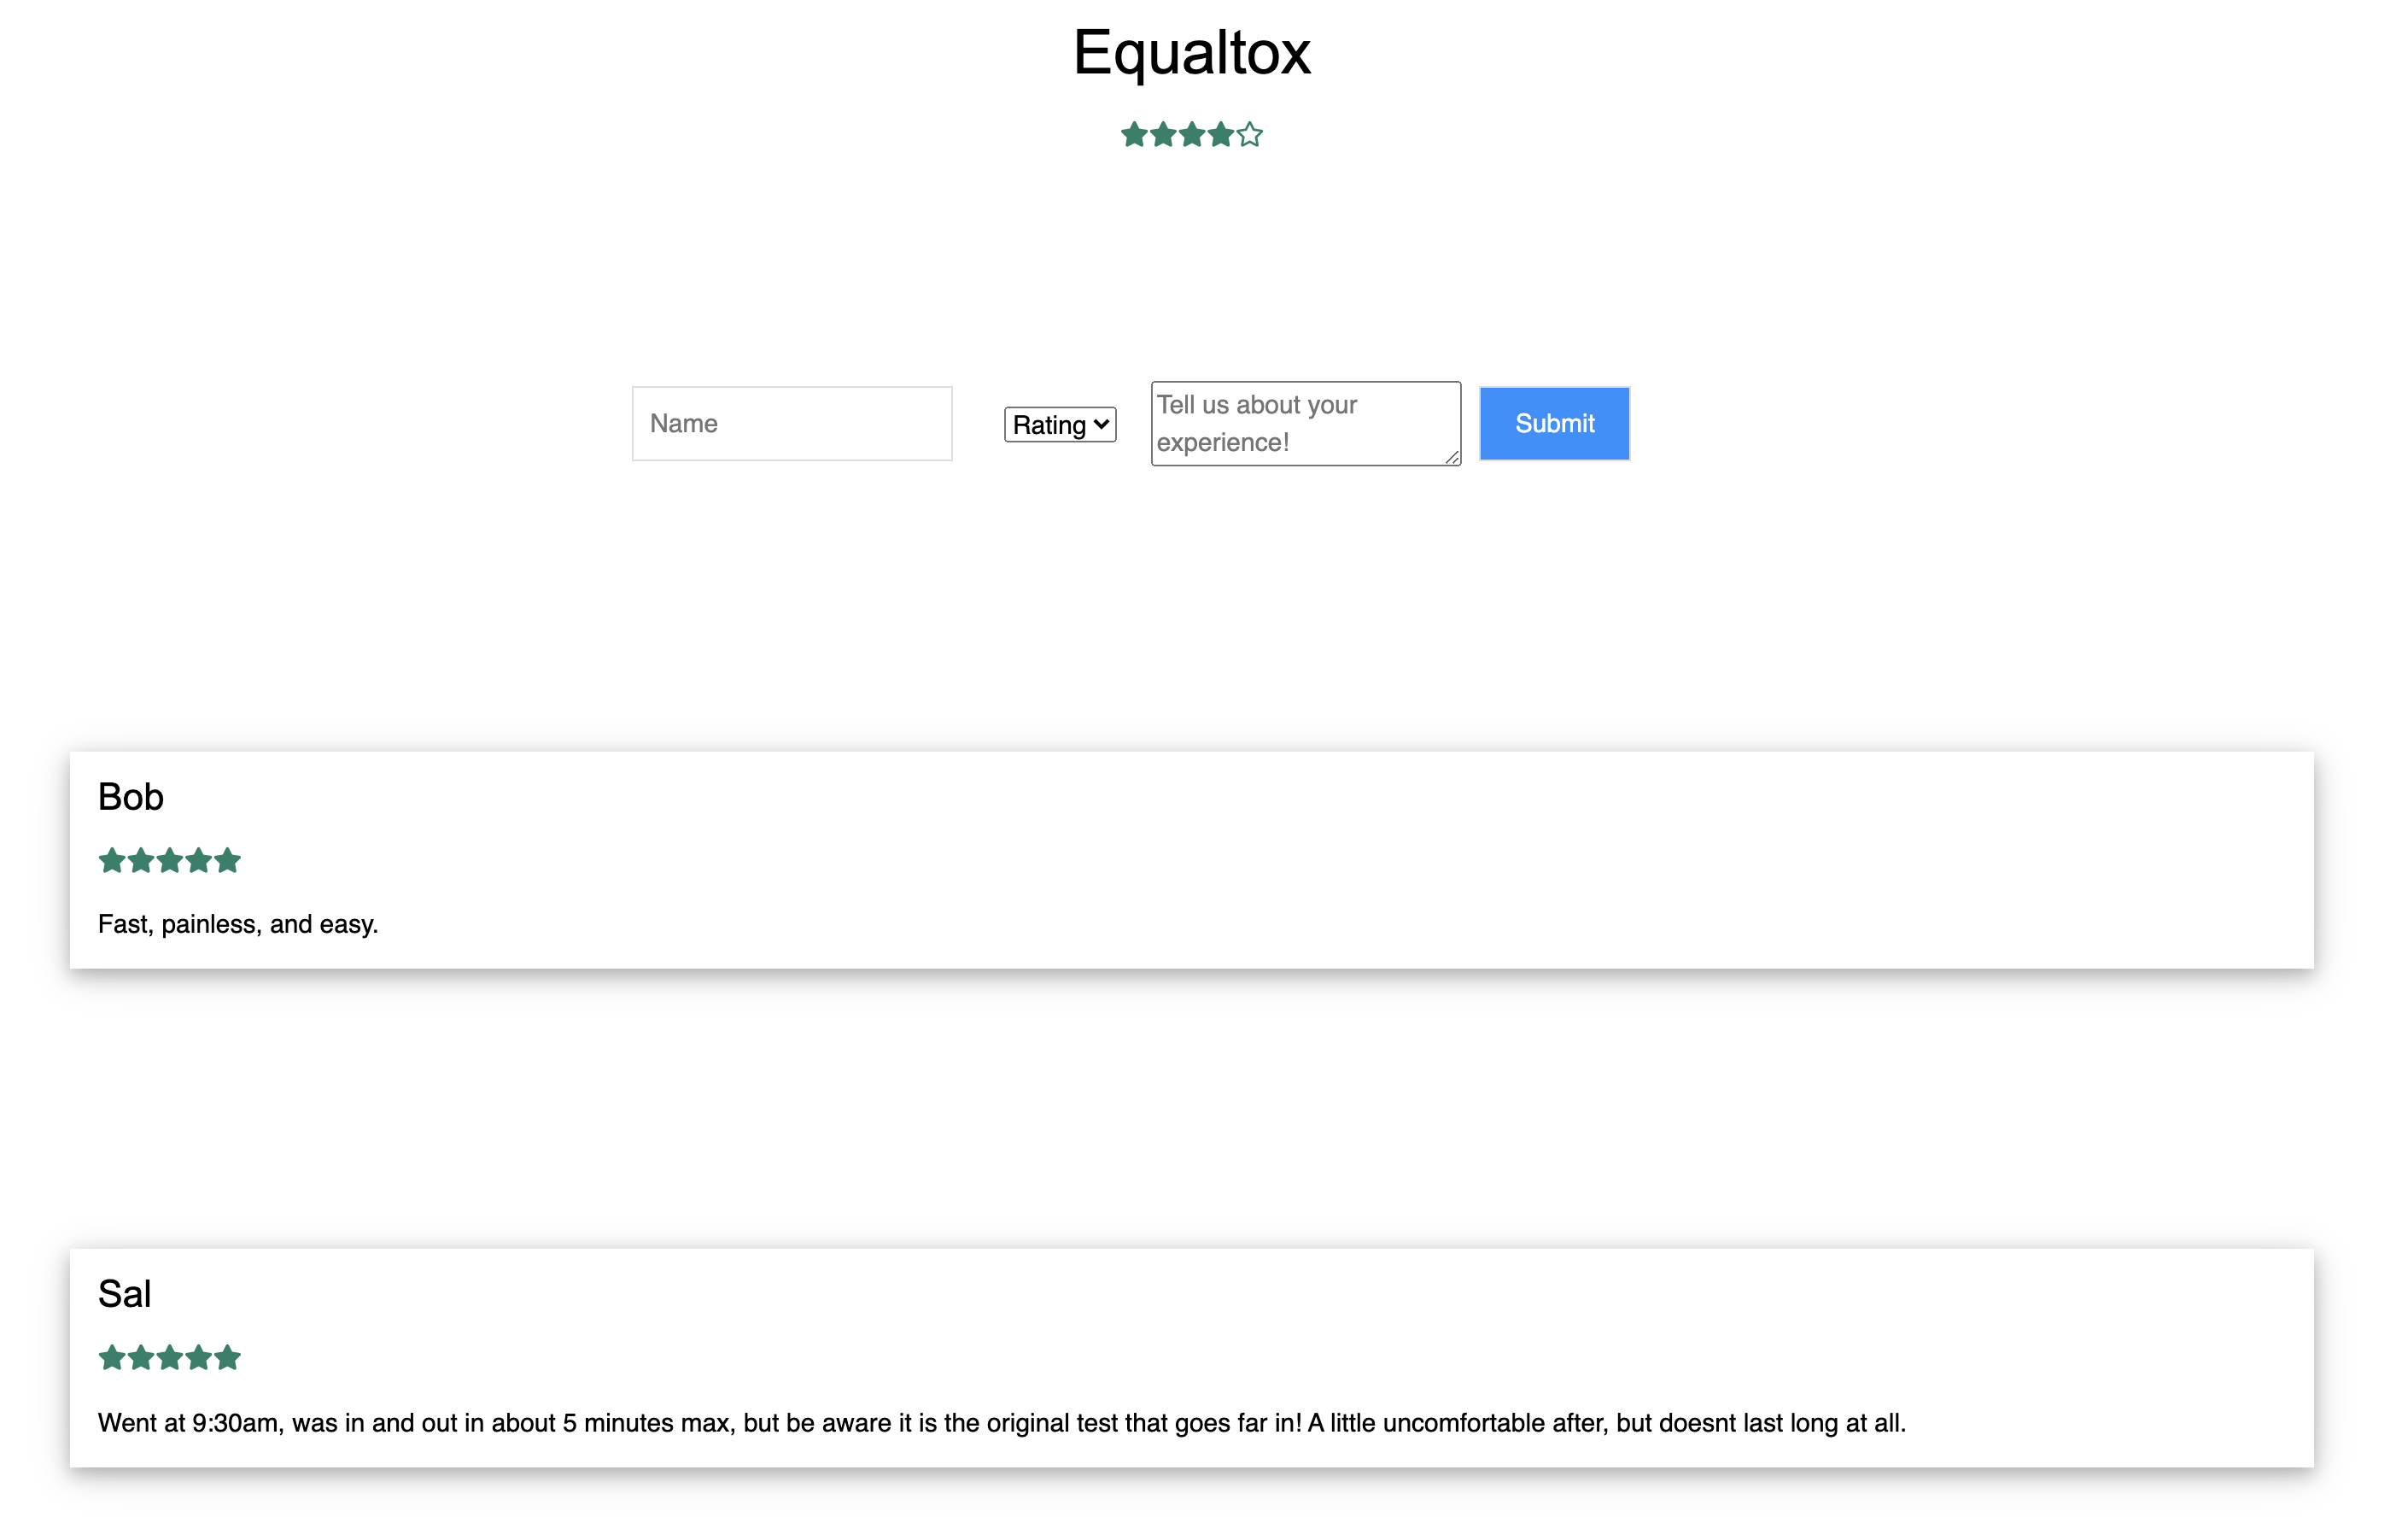 Equaltox
Name
Rating
Tell us about your
experience!
Submit
Bob
Fast, painless, and easy.
Sal
Went at 9:30am, was in and out in about 5 minutes max, but be aware it is the original test that goes far in! A little uncomfortable after, but doesnt last long at all.